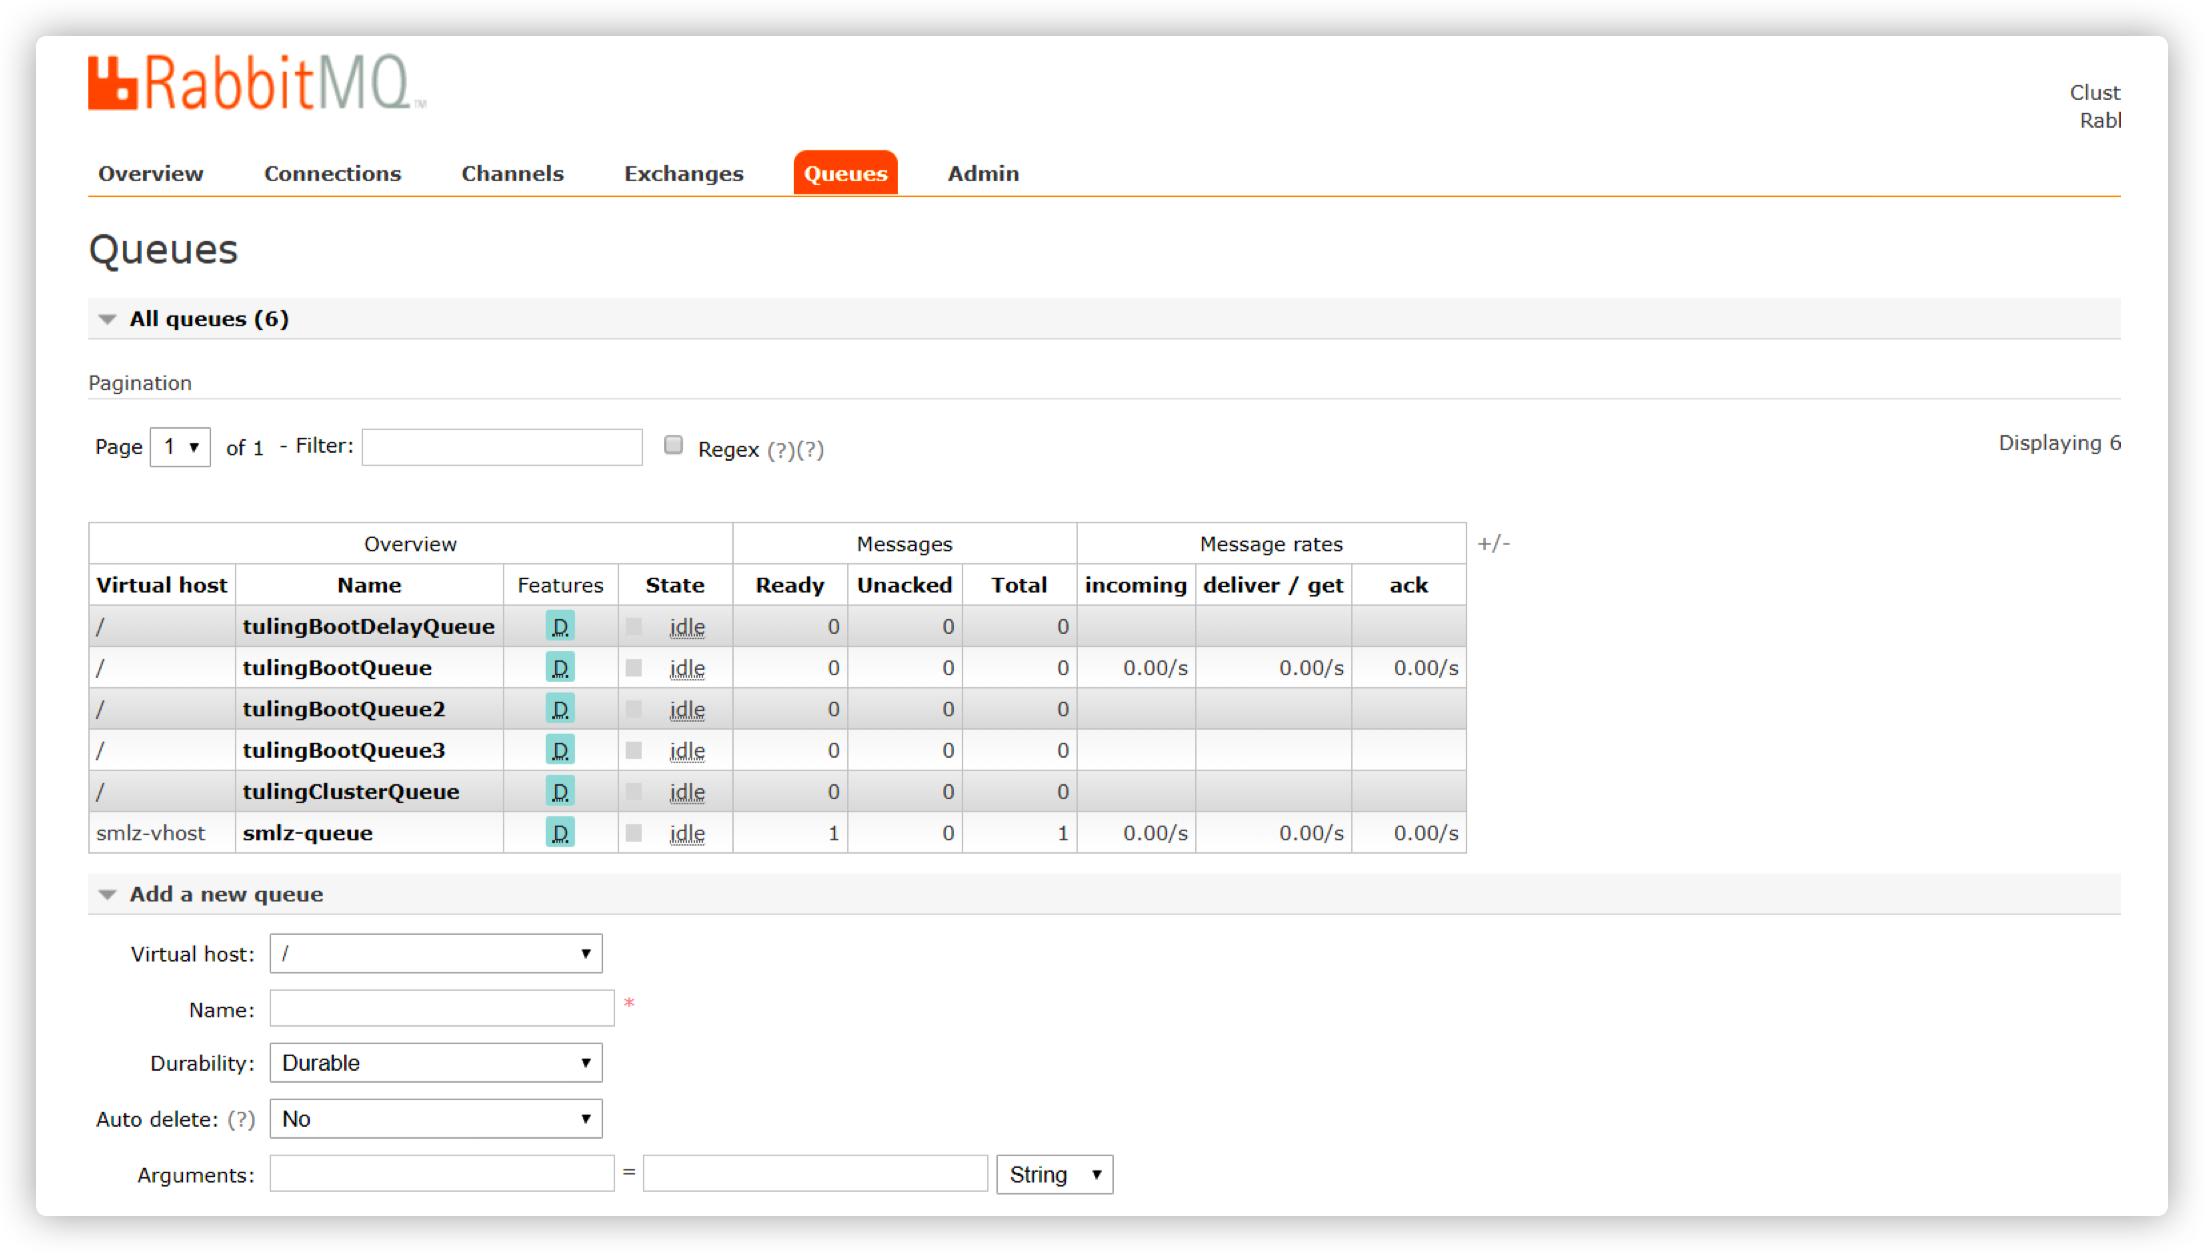 RabbitMQ™
Clust
Rabl
Overview Connections Channels Exchanges Queues Admin
Queues
All queues (6)
Pagination
Page 1 of 1 - Filter: Regex (?)(?)
Displaying 6
Overview Messages Message rates +/-
Virtual host Name Features State Ready Unacked Total incoming deliver / get ack
/ tulingBootDelayQueue D idle 0 0 0
/ tulingBootQueue D idle 0 0 0 0.00/s 0.00/s 0.00/s
/ tulingBootQueue2 D idle 0 0 0
/ tulingBootQueue3 D idle 0 0 0
/ tulingClusterQueue D idle 0 0 0
smlz-vhost smlz-queue D idle 1 0 1 0.00/s 0.00/s 0.00/s
Add a new queue
Virtual host: /
Name: *
Durability: Durable
Auto delete: (?) No
Arguments: = String